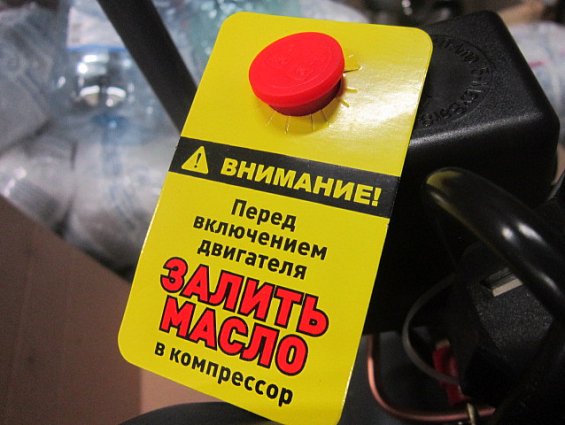 ВНИМАНИЕ!
Перед
включением
двигателя
ЗАЛИТЬ
МАСЛО
в компрессор